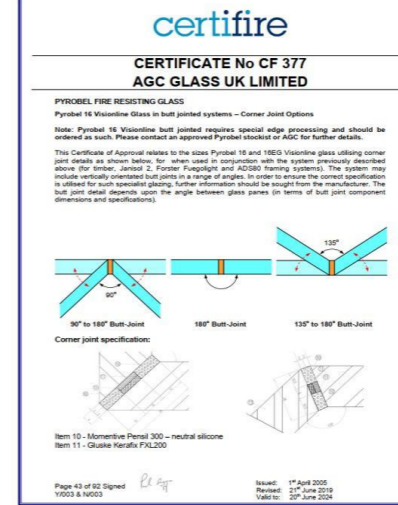 certifire
CERTIFICATE No CF 377
AGC GLASS UK LIMITED
PYROBEL FIRE RESISTING GLASS
Pyrobel 16 Visionline Glass in butt jointed systems – Corner Joint Options
Note: Pyrobel 16 Visionline butt jointed requires special edge processing and should be
ordered as such. Please contact an approved Pyrobel stockist or AGC for further details.
This Certificate of Approval relates to the sizes Pyrobel 16 and 16EG Visionline glass utilising corner
joint details as shown below, for when used in conjunction with the system previously described
above (for timber, Janisol 2, Forster Fuegolight and ADS80 framing systems). The system may
include vertically orientated butt joints in a range of angles. In order to ensure the correct specification
is utilised for such specialist glazing, further information should be sought from the manufacturer. The
butt joint detail depends upon the angle between glass panes (in terms of butt joint component
dimensions and specifications).
135°
90°
90° to 180° Butt-Joint
180° Butt-Joint
135° to 180° Butt-Joint
Corner joint specification:
Item 10 - Momentive Pensil 300 – neutral silicone
Item 11 - Gluske Kerafix FXL200
Page 43 of 92 Signed
Y/003 & N/003
Issued: 1st April 2005
Revised: 21st June 2019
Valid to: 20th June 2024